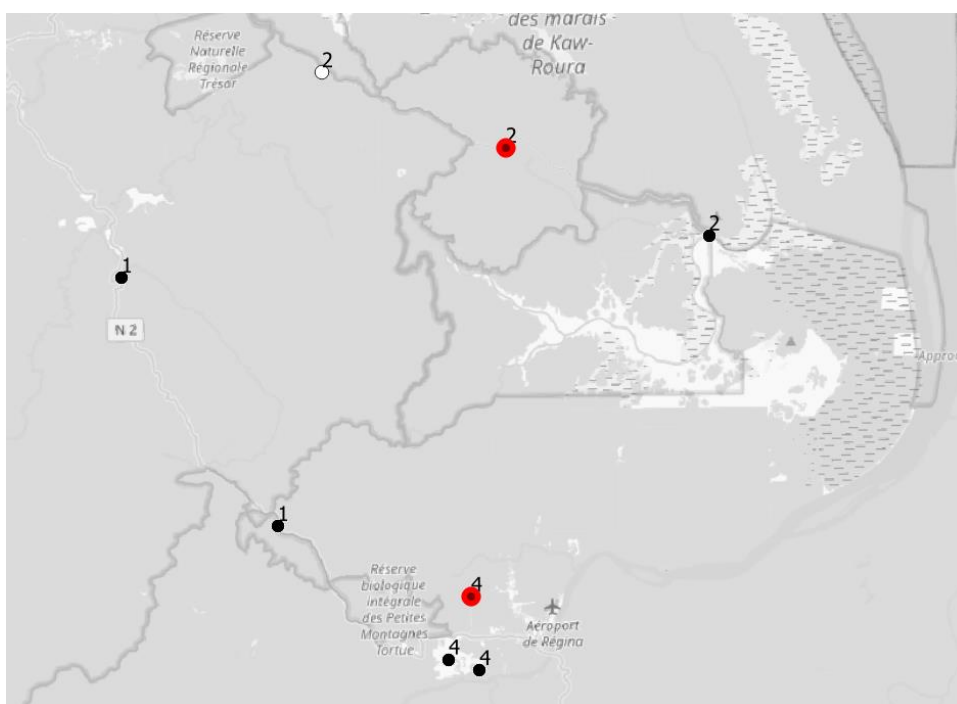 des marais -
de Kaw-
Roura
Réserve
Naturelle
Régionale
Trésor
2
2
2
1
N 2
Appro
1
4
Réserve
biologique
intégrale
des Petites
Montagnes
Tortue
Aéroport
de Régina
4
4